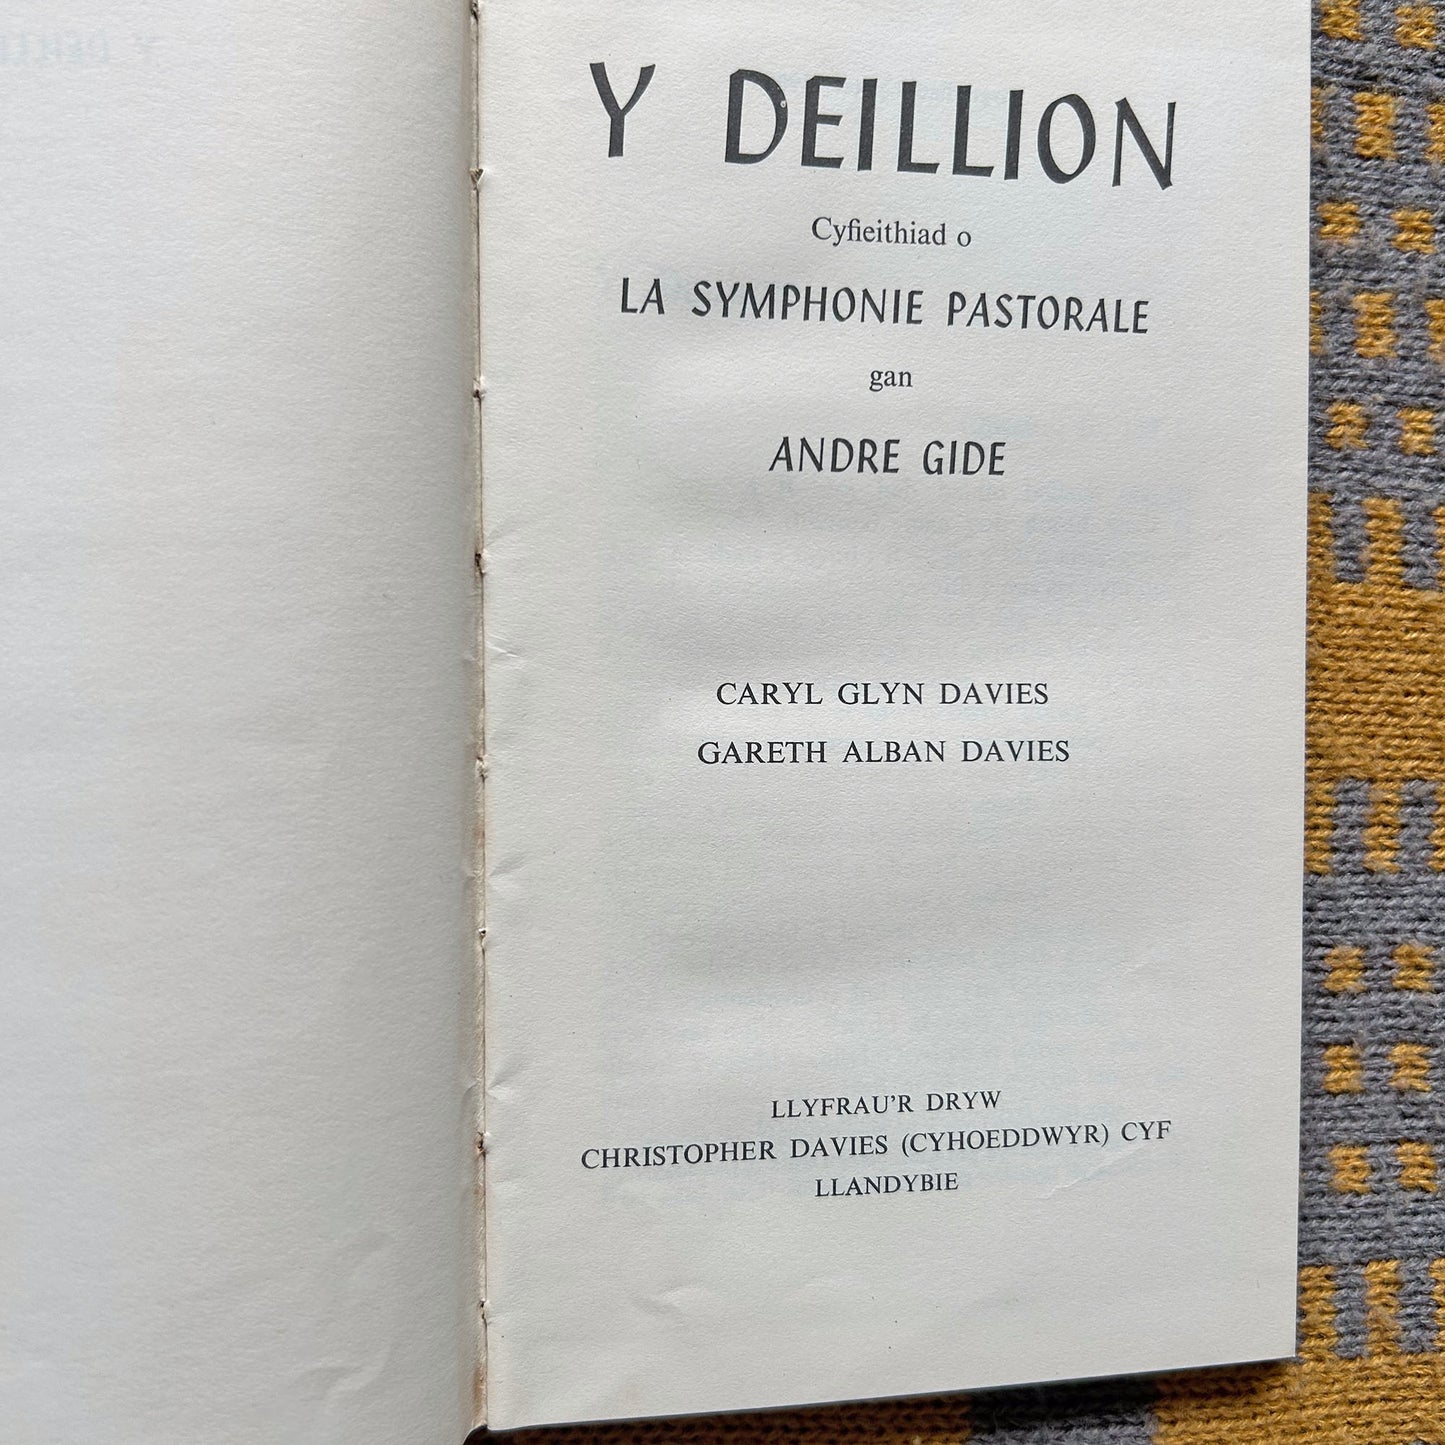 Y DEILLION
Cyfieithiad o
LA SYMPHONIE PASTORALE
gan
ANDRE GIDE
CARYL GLYN DAVIES
GARETH ALBAN DAVIES
LLYFRAU'R DRYW
CHRISTOPHER DAVIES (CYHOEDDWYR) CYF
LLANDYBIE